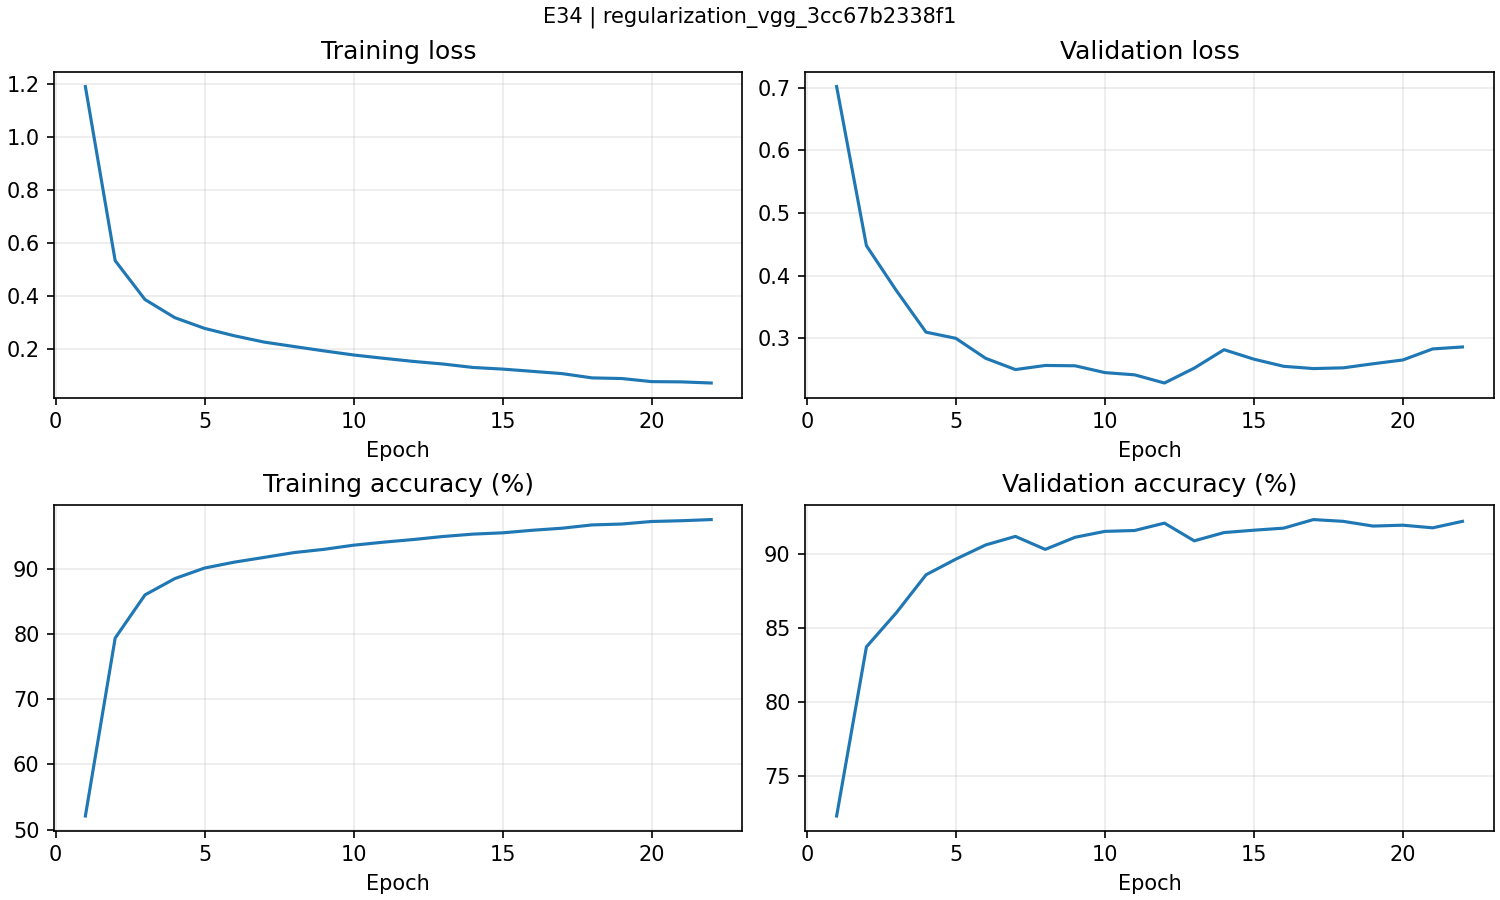 E34 | regularization_vgg_3cc67b2338f1
Training loss
1.2
1.0
0.8
0.6
0.4
0.2
0 5 10 15 20
Epoch
Validation loss
0.7
0.6
0.5
0.4
0.3
0 5 10 15 20
Epoch
Training accuracy (%)
90
80
70
60
50
0 5 10 15 20
Epoch
Validation accuracy (%)
90
85
80
75
0 5 10 15 20
Epoch